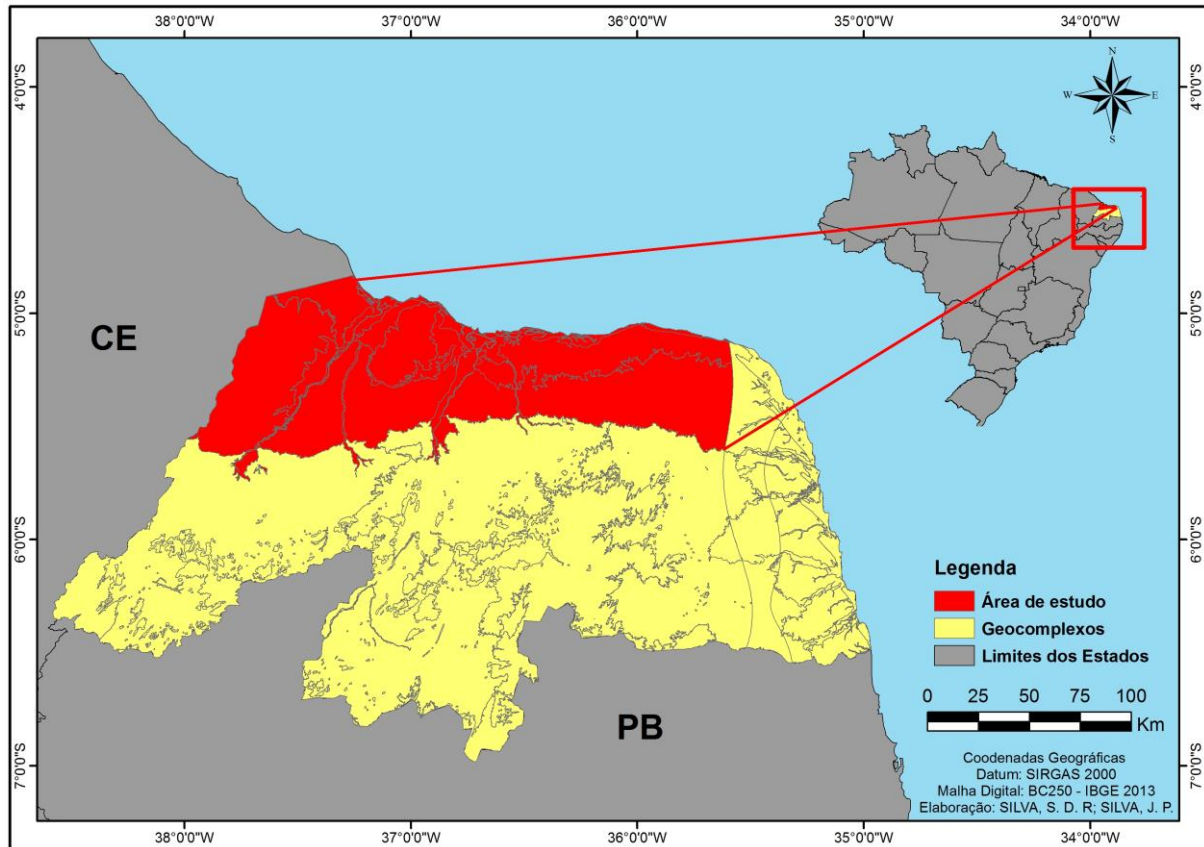 38°0'0"W 37°0'0"W 36°0'0"W 35°0'0"W 34°0'0"W
4°0'0"S 4°0'0"S
N
W E
S
5°0'0"S 5°0'0"S
CE
6°0'0"S 6°0'0"S
Legenda
Área de estudo
Geocomplexos
Limites dos Estados
0 25 50 75 100
Km
PB
7°0'0"S 7°0'0"S
Coodenadas Geográficas
Datum: SIRGAS 2000
Malha Digital: BC250 - IBGE 2013
Elaboração: SILVA, S. D. R; SILVA, J. P.
38°0'0"W 37°0'0"W 36°0'0"W 35°0'0"W 34°0'0"W